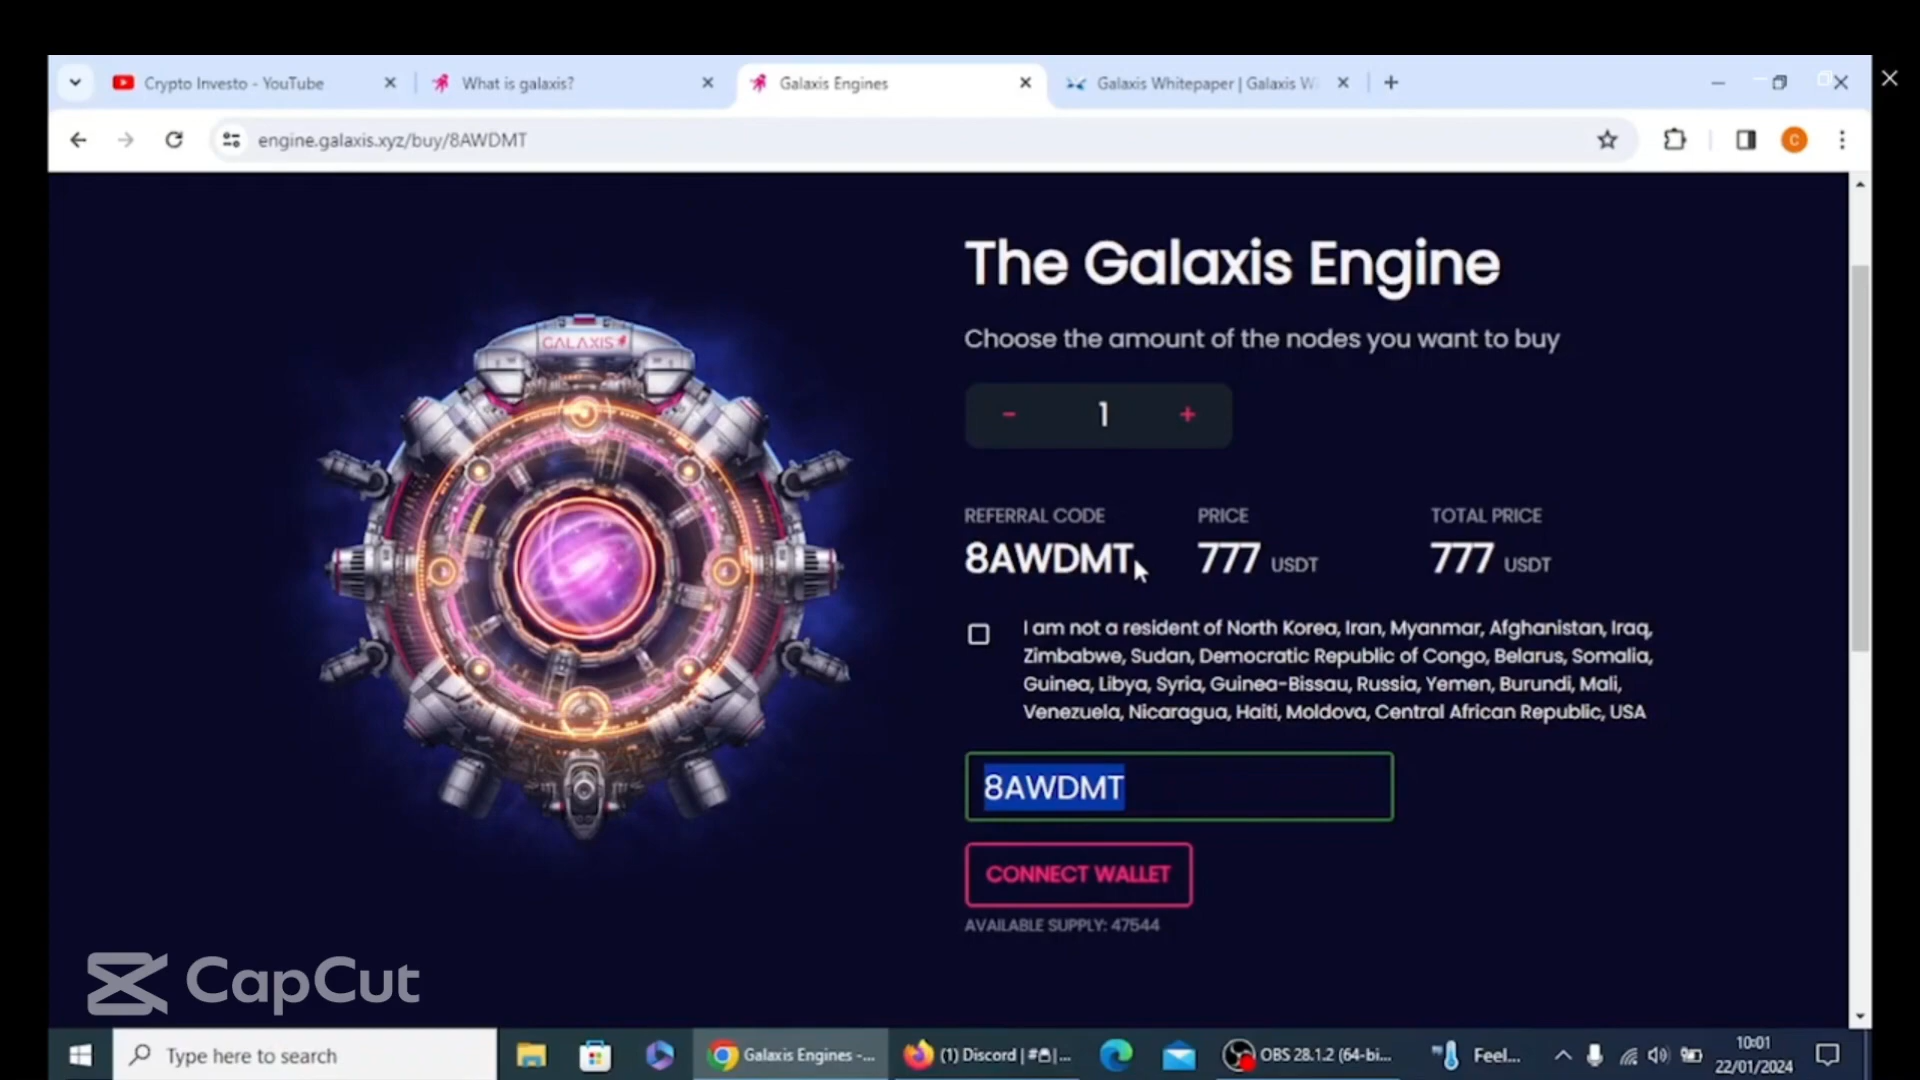 Crypto Investo - YouTube
What is galaxis?
Galaxis Engines
Galaxis Whitepaper | Galaxis W
engine.galaxis.xyz/buy/8AWDMT
GALAXIS
The Galaxis Engine
Choose the amount of the nodes you want to buy
- 1 +
REFERRAL CODE PRICE TOTAL PRICE
8AWDMT 777 USDT 777 USDT
I am not a resident of North Korea, Iran, Myanmar, Afghanistan, Iraq,
Zimbabwe, Sudan, Democratic Republic of Congo, Belarus, Somalia,
Guinea, Libya, Syria, Guinea-Bissau, Russia, Yemen, Burundi, Mali,
Venezuela, Nicaragua, Haiti, Moldova, Central African Republic, USA
8AWDMT
CONNECT WALLET
AVAILABLE SUPPLY: 47544
CapCut
Type here to search
Galaxis Engines -...
(1) Discord | #
OBS 28.1.2 (64-bi...
Feel...
10:01
22/01/2024
C